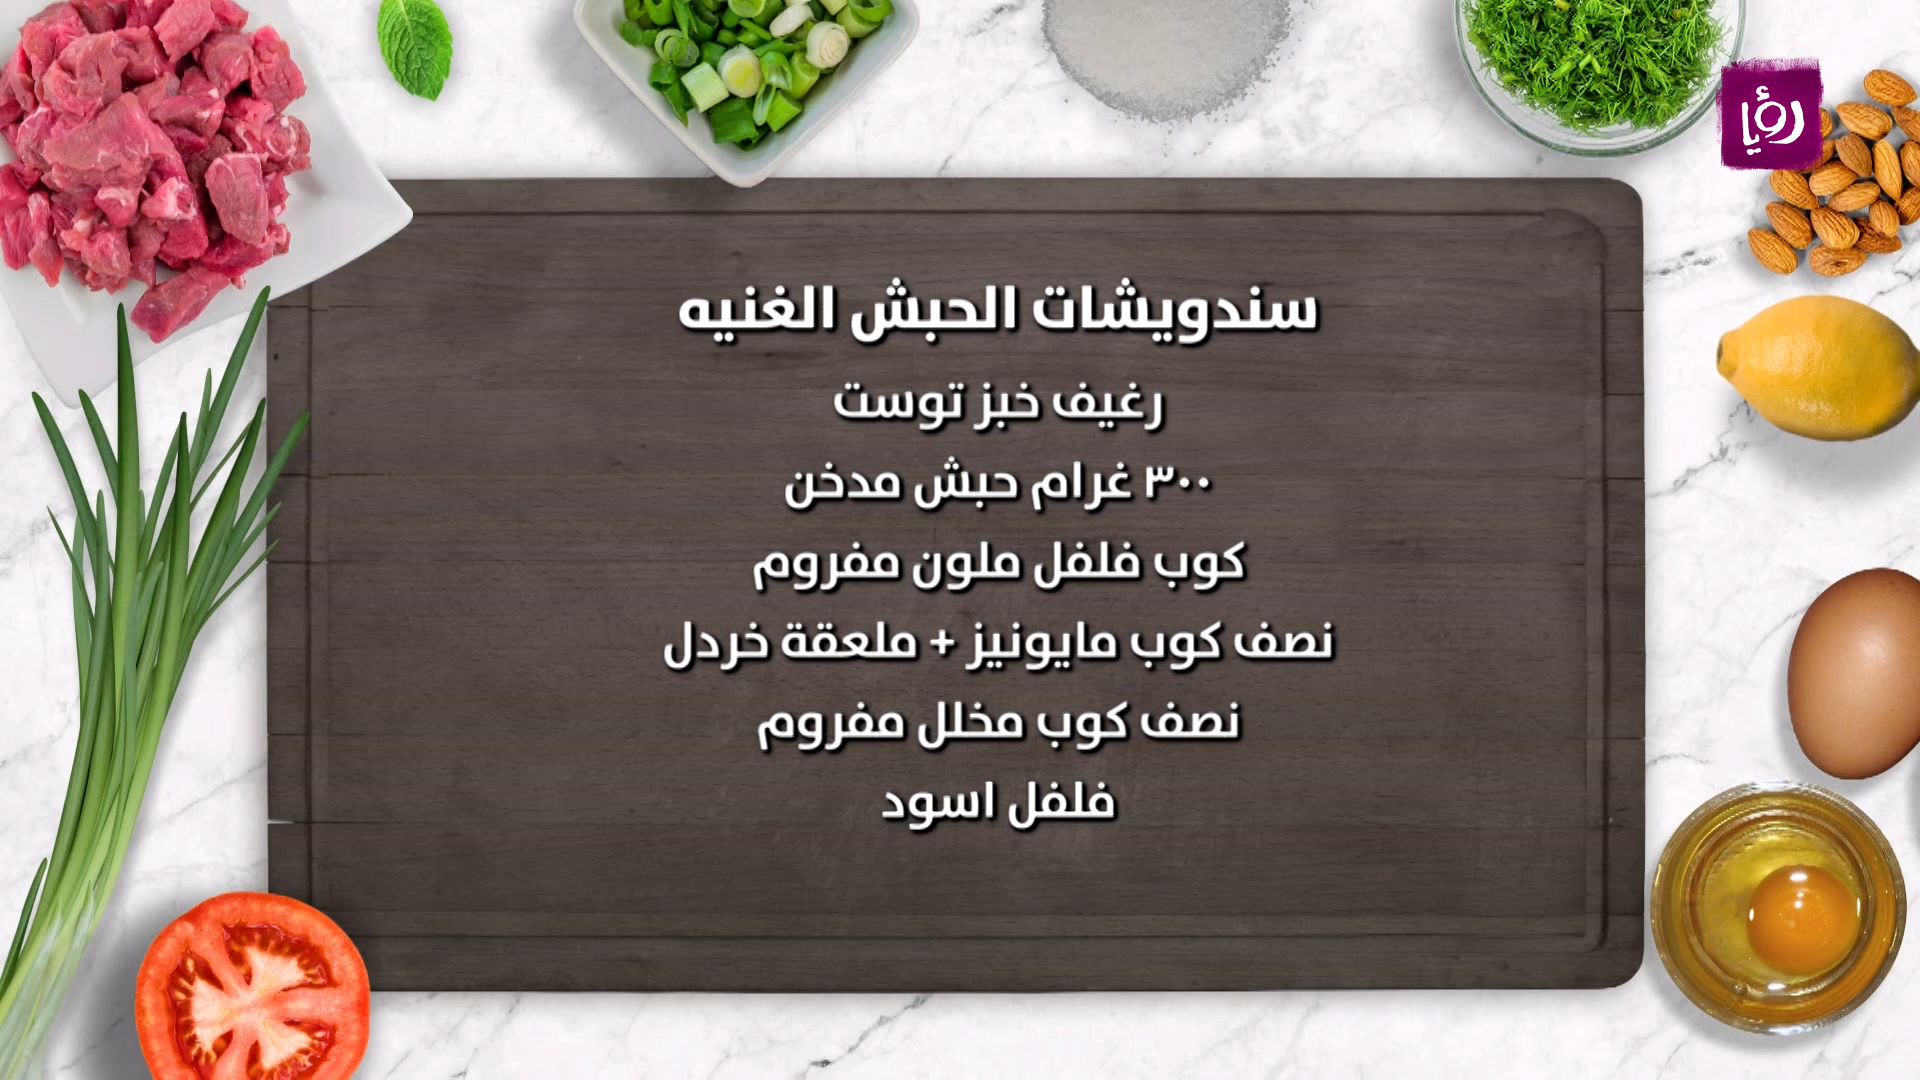 رؤيا
سندويشات الحبش الغنيه
رغيف خبز توست
٣٠٠ غرام حبش مدخن
كوب فلفل ملون مفروم
نصف كوب مايونيز + ملعقة خردل
نصف كوب مخلل مفروم
فلفل اسود